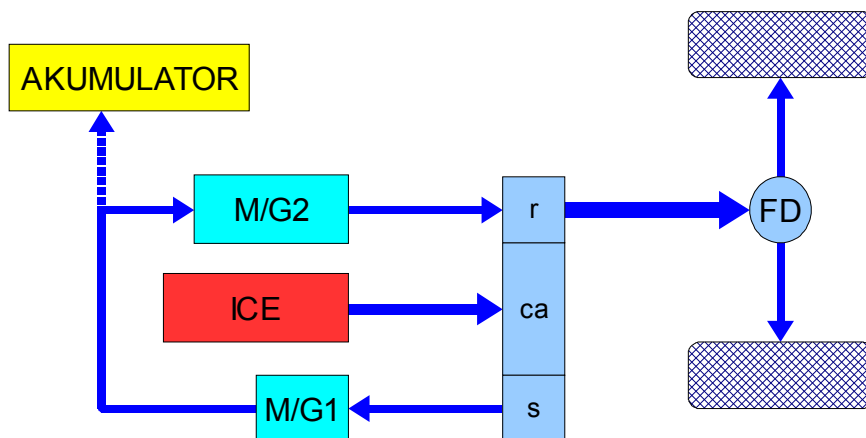 AKUMULATOR
M/G2
r
FD
ICE
ca
M/G1
s